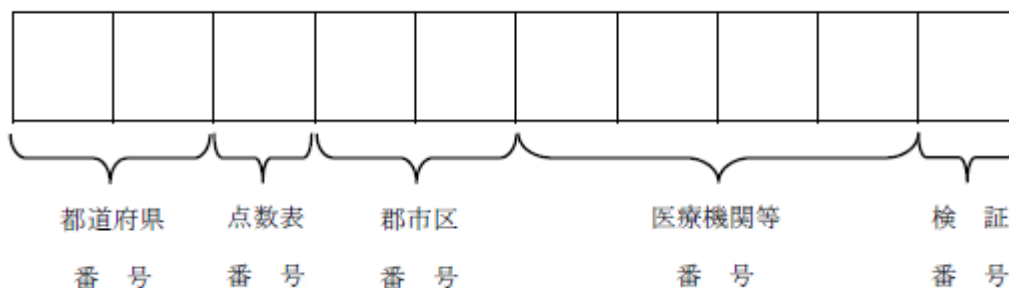 都道府県 点数表 郡市区 医療機関等 検 証
番 号 番 号 番 号 番 号 番 号